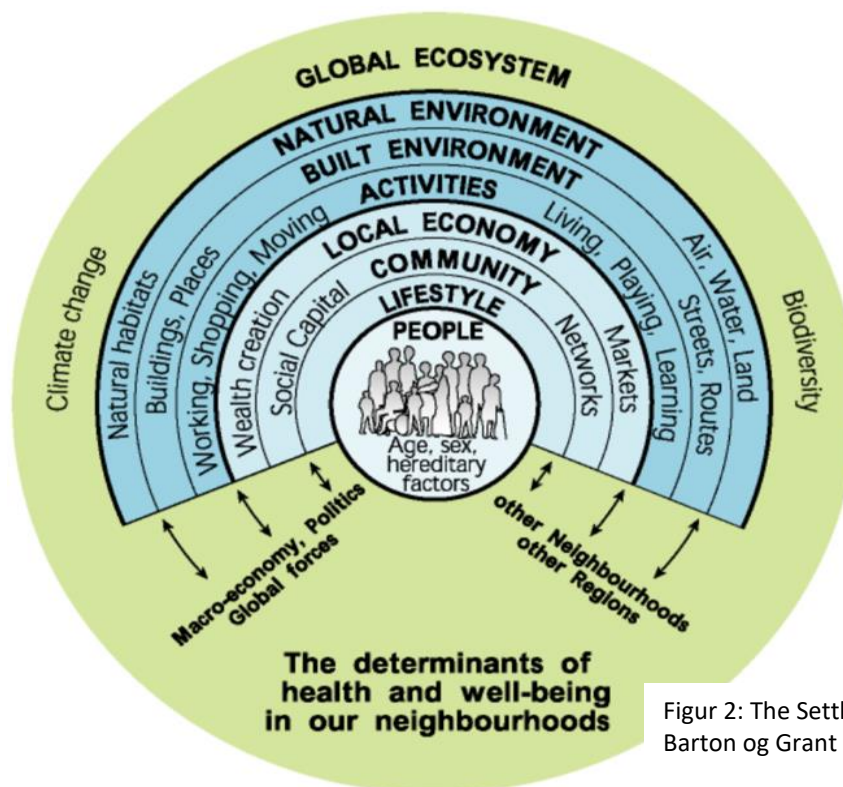 GLOBAL ECOSYSTEM
NATURAL ENVIRONMENT
BUILT ENVIRONMENT
ACTIVITIES
LOCAL ECONOMY
COMMUNITY
LIFESTYLE
PEOPLE
Age, sex,
hereditary
factors
Climate change
Natural habitats
Buildings, Places
Working, Shopping, Moving
Wealth creation
Social Capital
Living, Playing, Learning
Networks
Markets
Streets, Routes
Air, Water, Land
Biodiversity
Macro-economy, Politics
Global forces
other Neighbourhoods
other Regions
The determinants of
health and well-being
in our neighbourhoods
Figur 2: The Settl
Barton og Grant